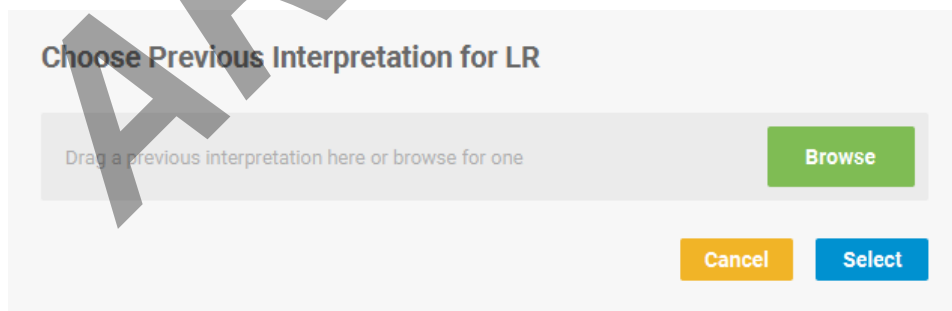 Choose Previous Interpretation for LR
Drag a previous interpretation here or browse for one
Browse
Cancel
Select